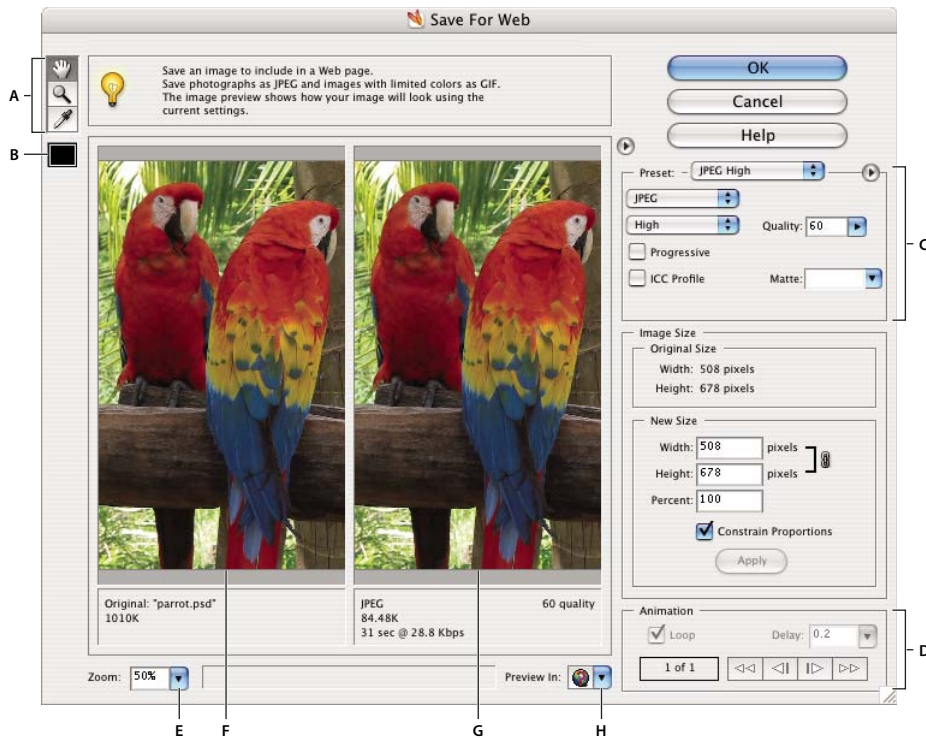 Save For Web
A
Save an image to include in a Web page.
Save photographs as JPEG and images with limited colors as GIF.
The image preview shows how your image will look using the
current settings.
OK
Cancel
Help
B
Preset:
JPEG High
JPEG
High
Quality: 60
Progressive
ICC Profile
Matte:
C
Image Size
Original Size
Width: 508 pixels
Height: 678 pixels
New Size
Width: 508 pixels
Height: 678 pixels
Percent: 100
Constrain Proportions
Apply
Original: "parrot.psd"
1010K
JPEG
60 quality
84.48K
31 sec @ 28.8 Kbps
Animation
Loop
Delay: 0.2
1 of 1
D
Zoom: 50%
Preview In:
E
F
G
H